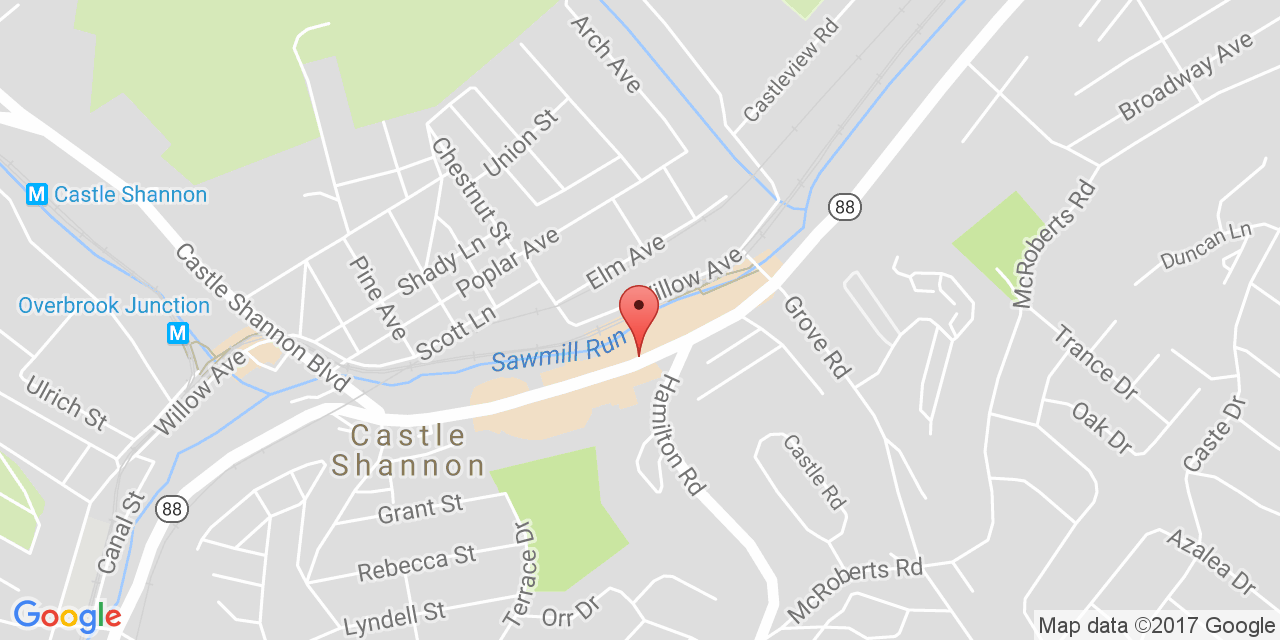 Arch Ave
Castleview Rd
Broadway Ave
Union St
Chestnut St
M Castle Shannon
88
McRoberts Rd
Duncan Ln
Shady Ln
Poplar Ave
Elm Ave
Willow Ave
Castle Shannon Blvd
Pine Ave
Overbrook Junction
M
Scott Ln
Sawmill Run
Grove Rd
Trance Dr
Willow Ave
Ulrich St
Hamilton Rd
Oak Dr
Caste Dr
Castle
Shannon
Castle Rd
88
Grant St
Canal St
Terrace Dr
Rebecca St
Azalea Dr
McRoberts Rd
Lyndell St
Orr Dr
Google
Map data ©2017 Google